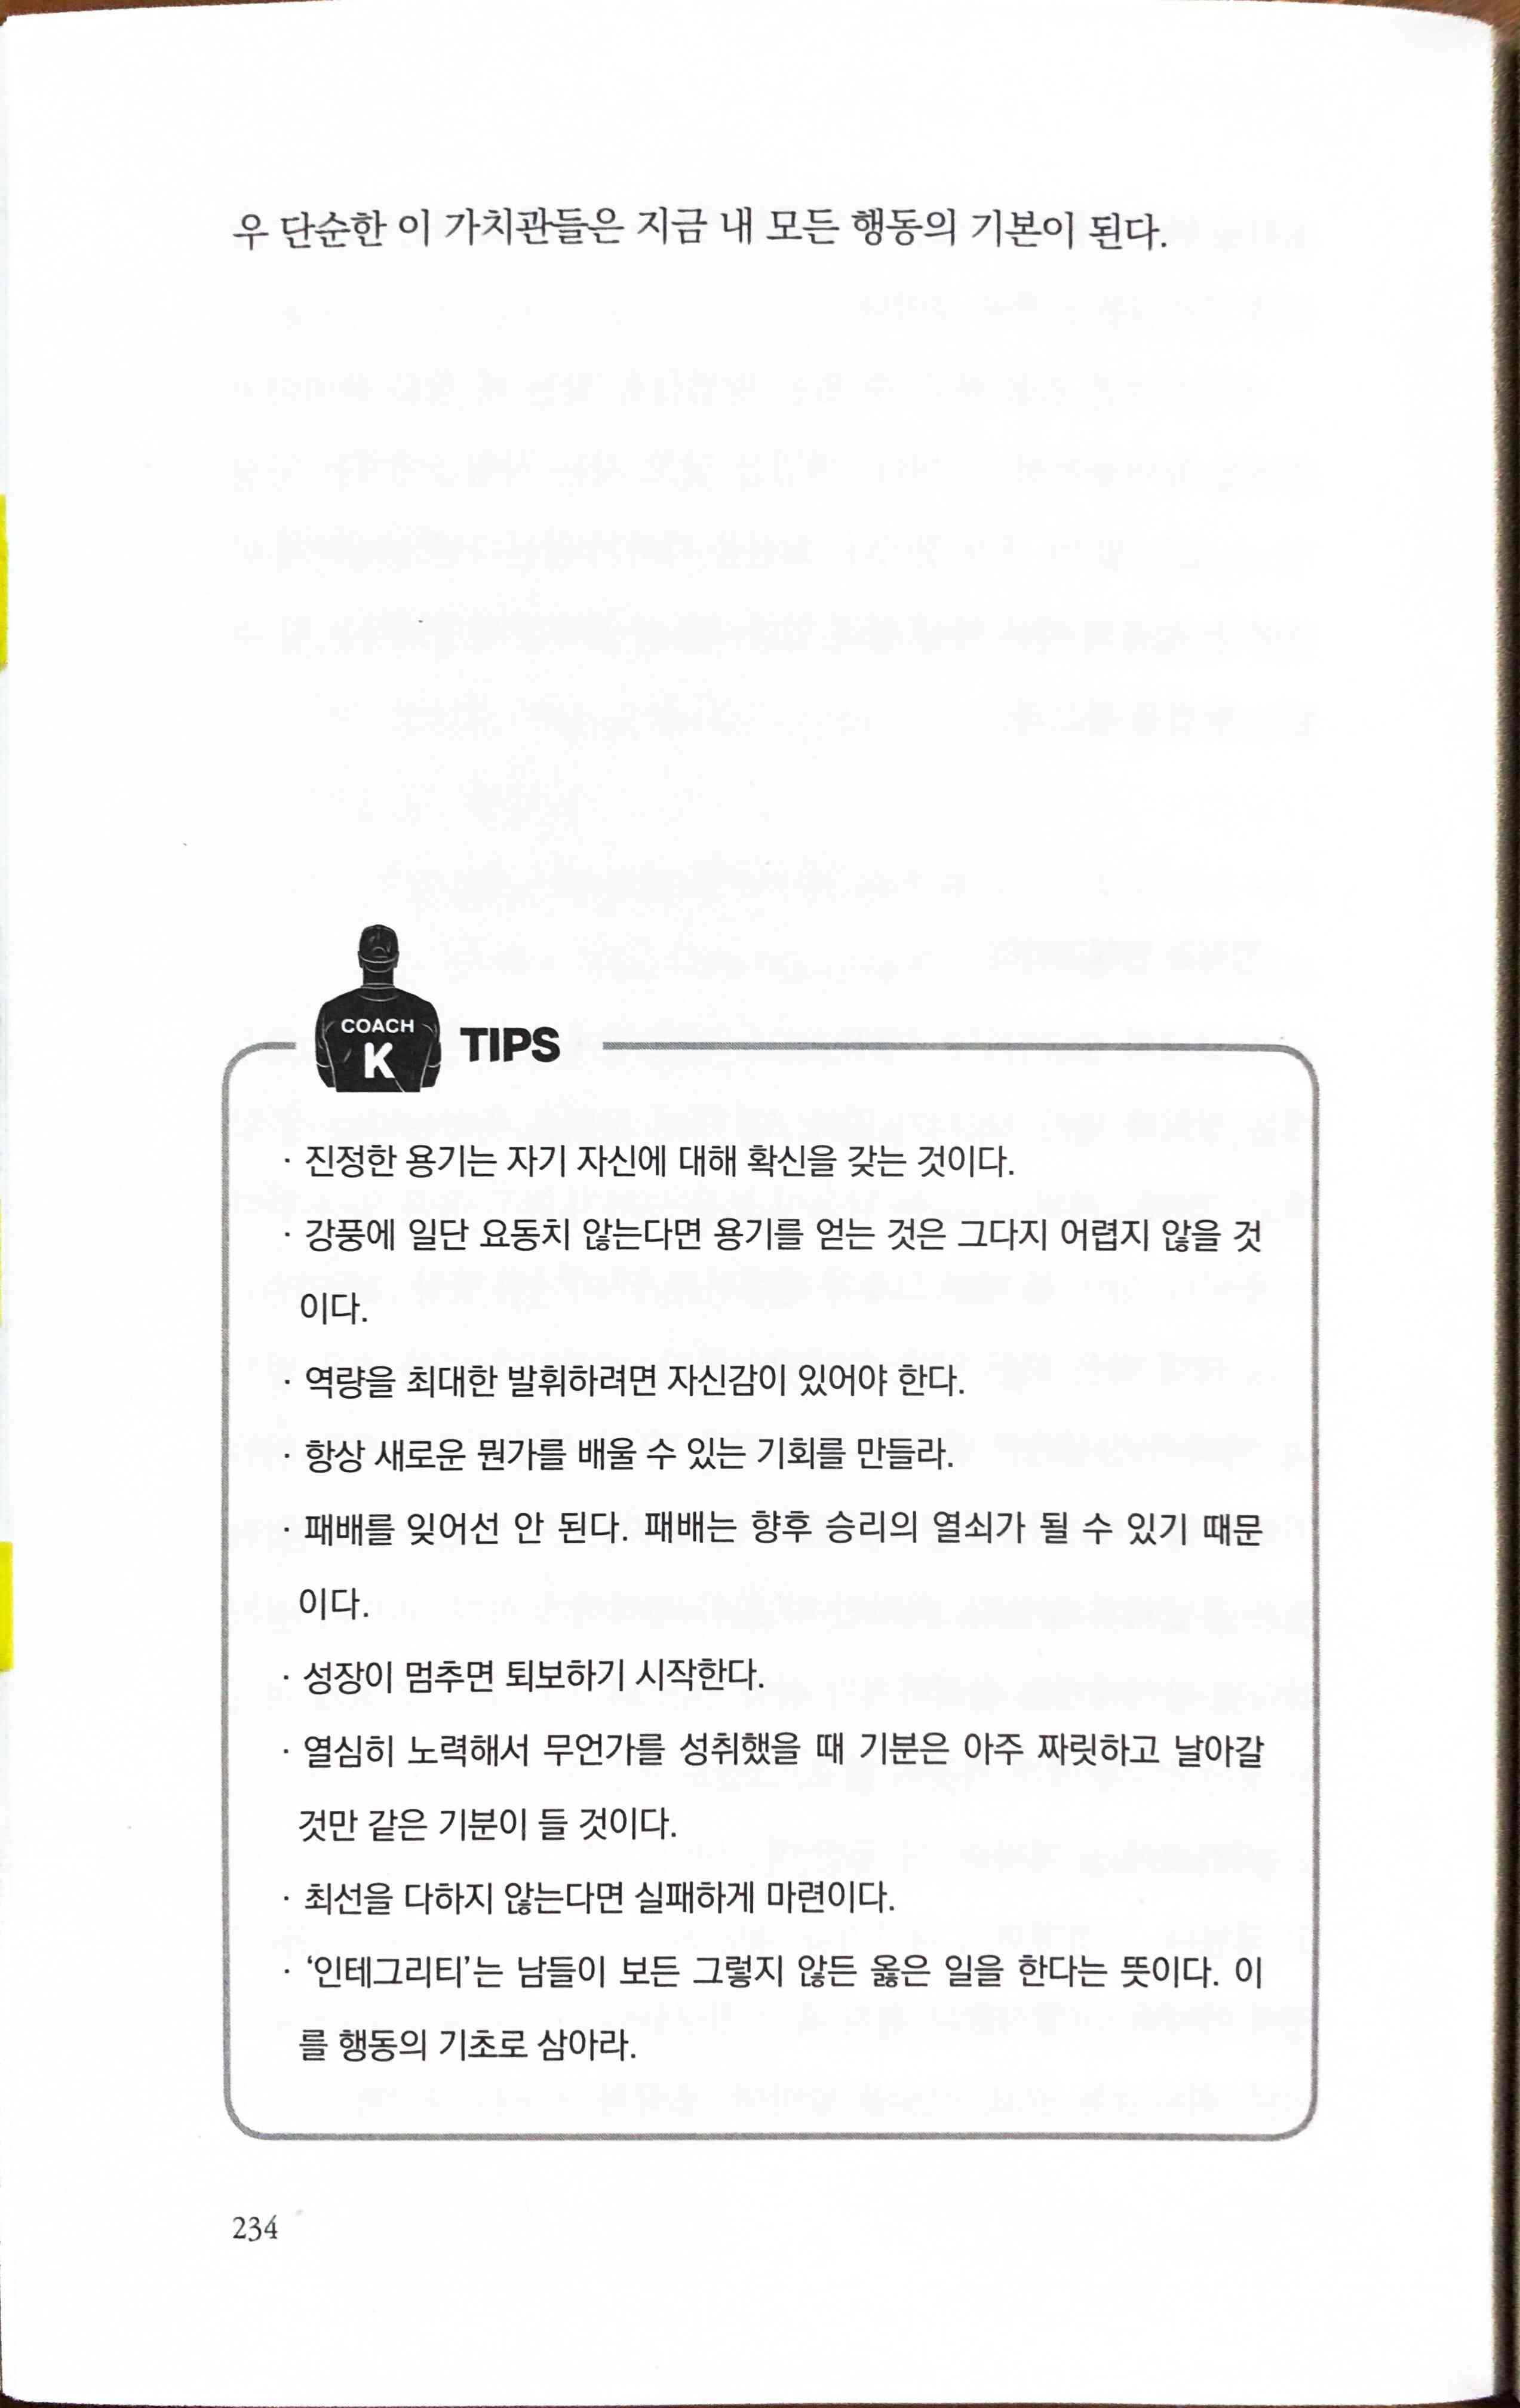 우 단순한 이 가치관들은 지금 내 모든 행동의 기본이 된다.
COACH
K
TIPS
· 진정한 용기는 자기 자신에 대해 확신을 갖는 것이다.
· 강풍에 일단 요동치 않는다면 용기를 얻는 것은 그다지 어렵지 않을 것
이다.
· 역량을 최대한 발휘하려면 자신감이 있어야 한다.
· 항상 새로운 뭔가를 배울 수 있는 기회를 만들라.
· 패배를 잊어선 안 된다. 패배는 향후 승리의 열쇠가 될 수 있기 때문
이다.
· 성장이 멈추면 퇴보하기 시작한다.
· 열심히 노력해서 무언가를 성취했을 때 기분은 아주 짜릿하고 날아갈
것만 같은 기분이 들 것이다.
· 최선을 다하지 않는다면 실패하게 마련이다.
· ‘인테그리티’는 남들이 보든 그렇지 않든 옳은 일을 한다는 뜻이다. 이
를 행동의 기초로 삼아라.
234